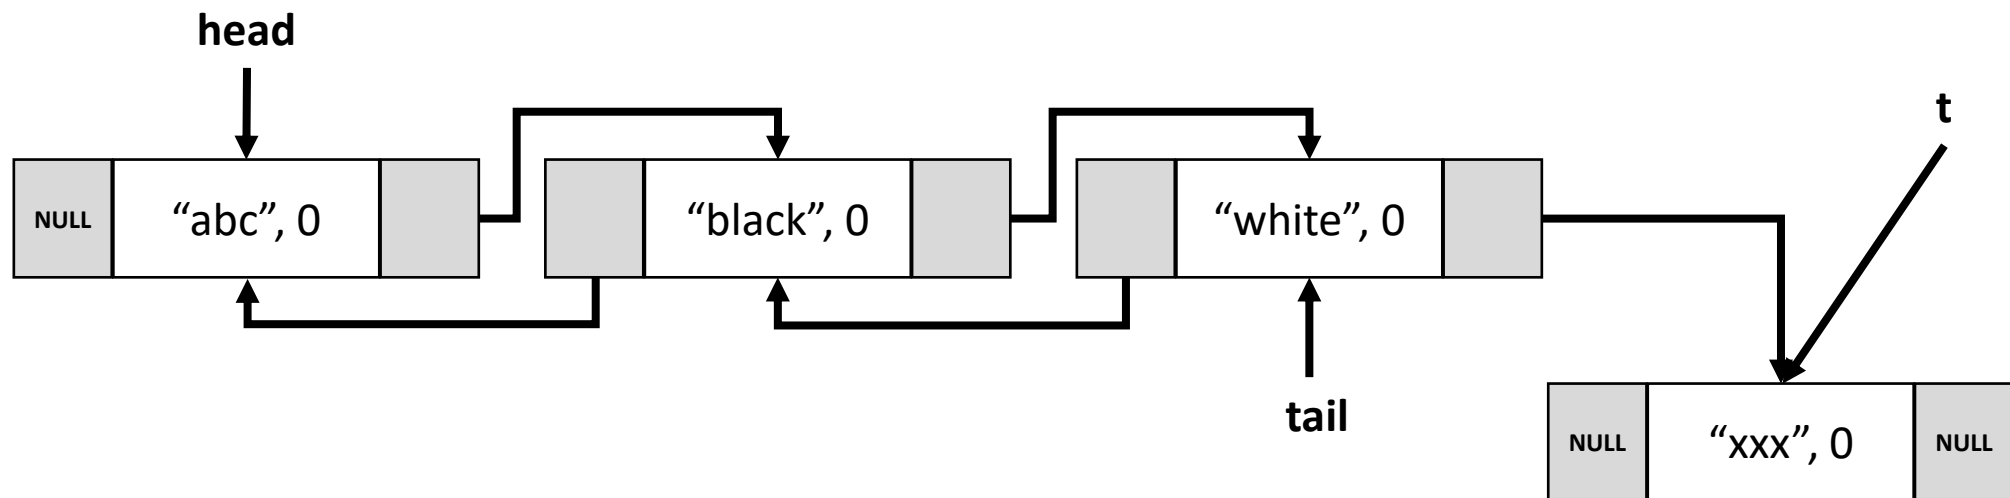 head
t
NULL
“abc”, 0
“black”, 0
“white”, 0
tail
NULL
“xxx”, 0
NULL